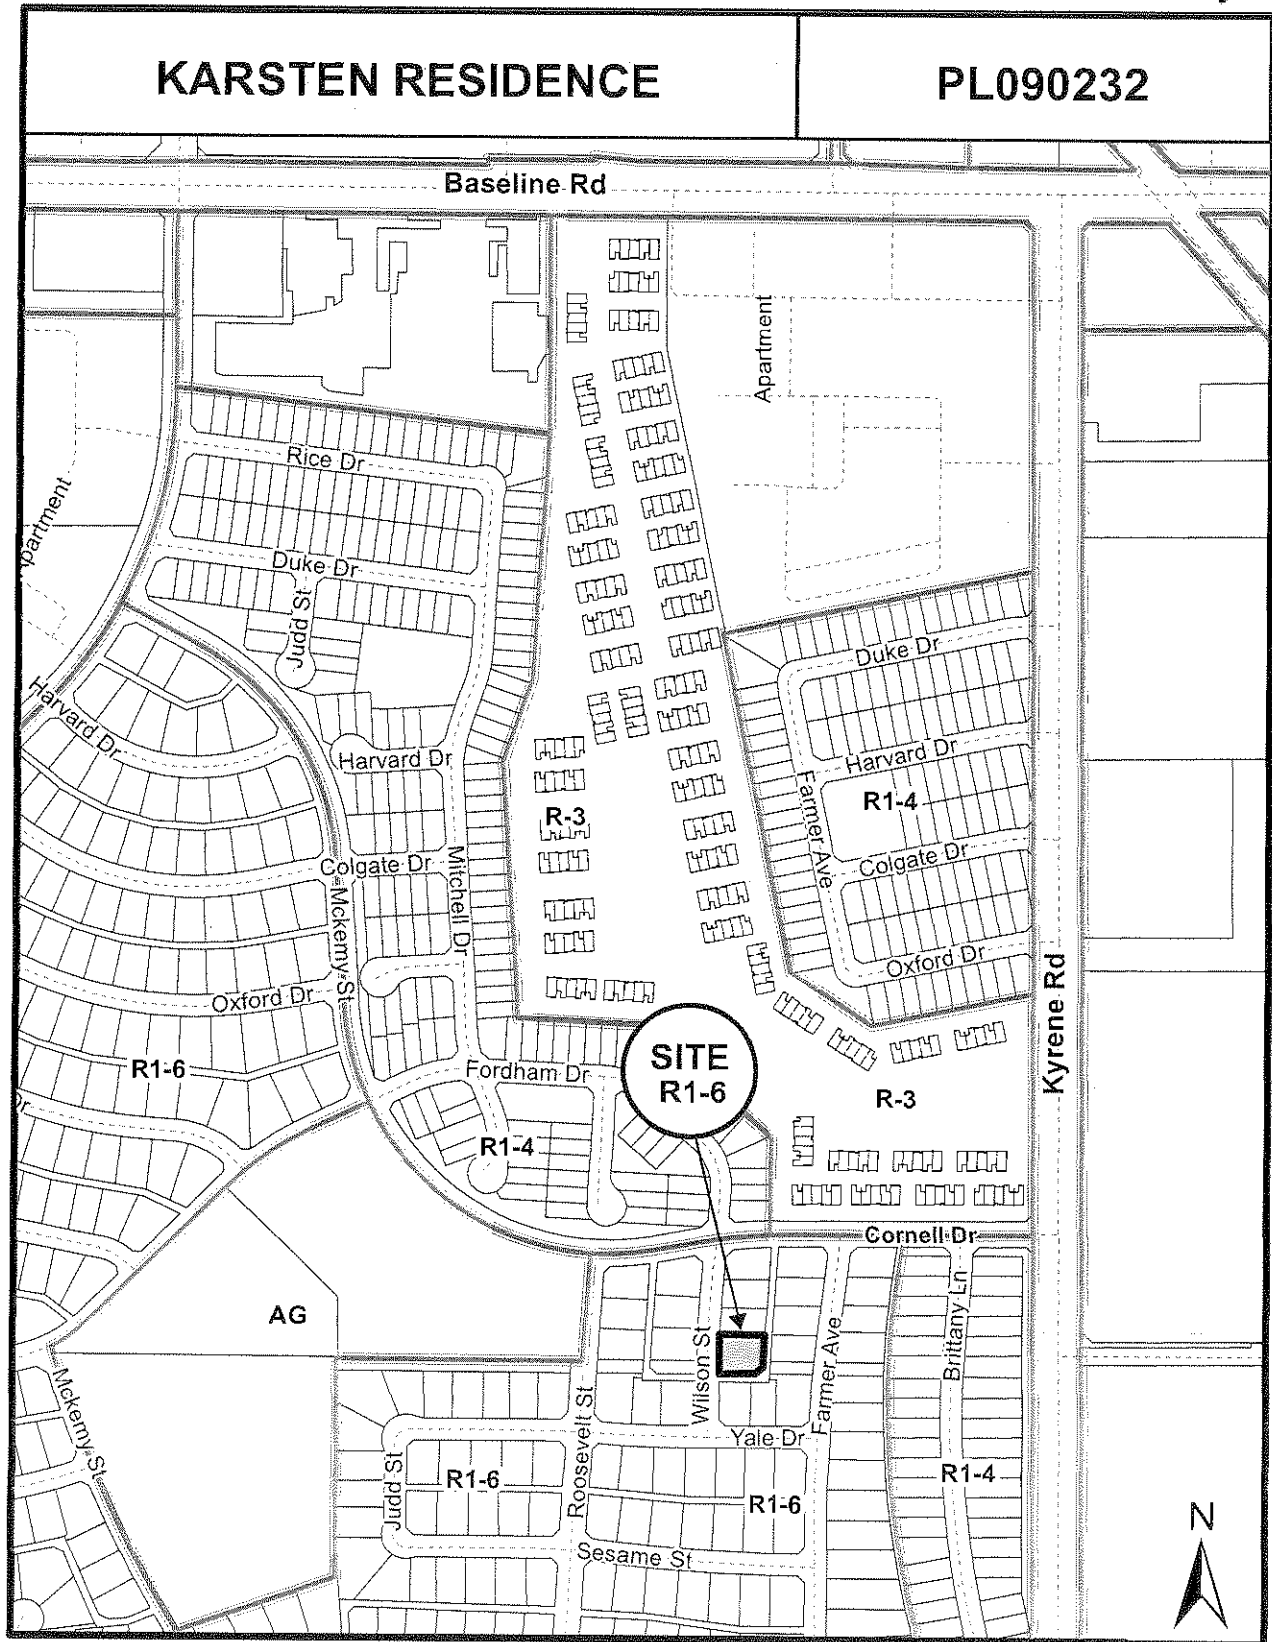 KARSTEN RESIDENCE
PL090232
Baseline Rd
Apartment
Rice Dr
Apartment
Duke Dr
Judd St
Duke Dr
Harvard Dr
Harvard Dr
Harvard Dr
R-3
Farmer Ave
R1-4
Colgate Dr
Mitchell Dr
Colgate Dr
Mckemy St
Oxford Dr
Oxford Dr
Kyrene Rd
R1-6
Fordham Dr
SITE
R1-6
R-3
Dr
R1-4
Cornell Dr
AG
Wilson St
Farmer Ave
Brittany Ln
Mckemy St
Roosevelt St
Yale Dr
Judd St
R1-6
R1-6
R1-4
Sesame St
N